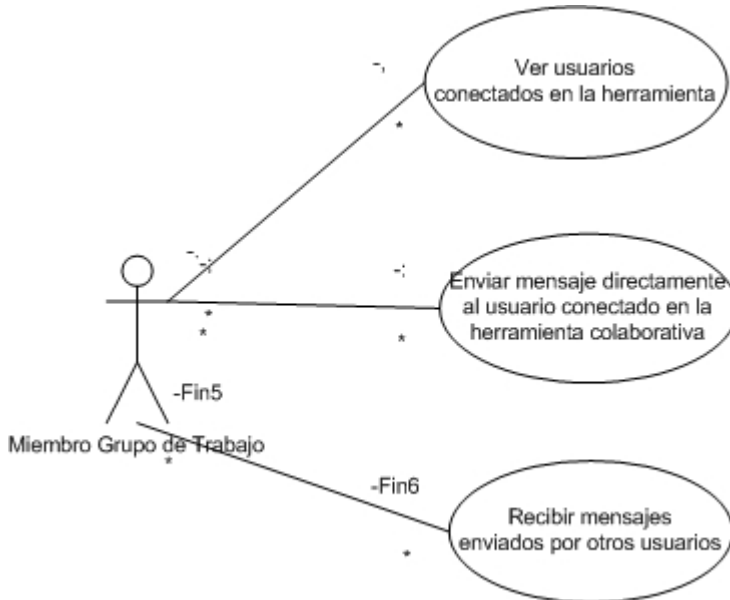 -,
Ver usuarios
conectados en la herramienta
*
-.
-;
-:
Enviar mensaje directamente
al usuario conectado en la
herramienta colaborativa
*
*
*
-Fin5
Miembro Grupo de Trabajo
*
-Fin6
Recibir mensajes
enviados por otros usuarios
*